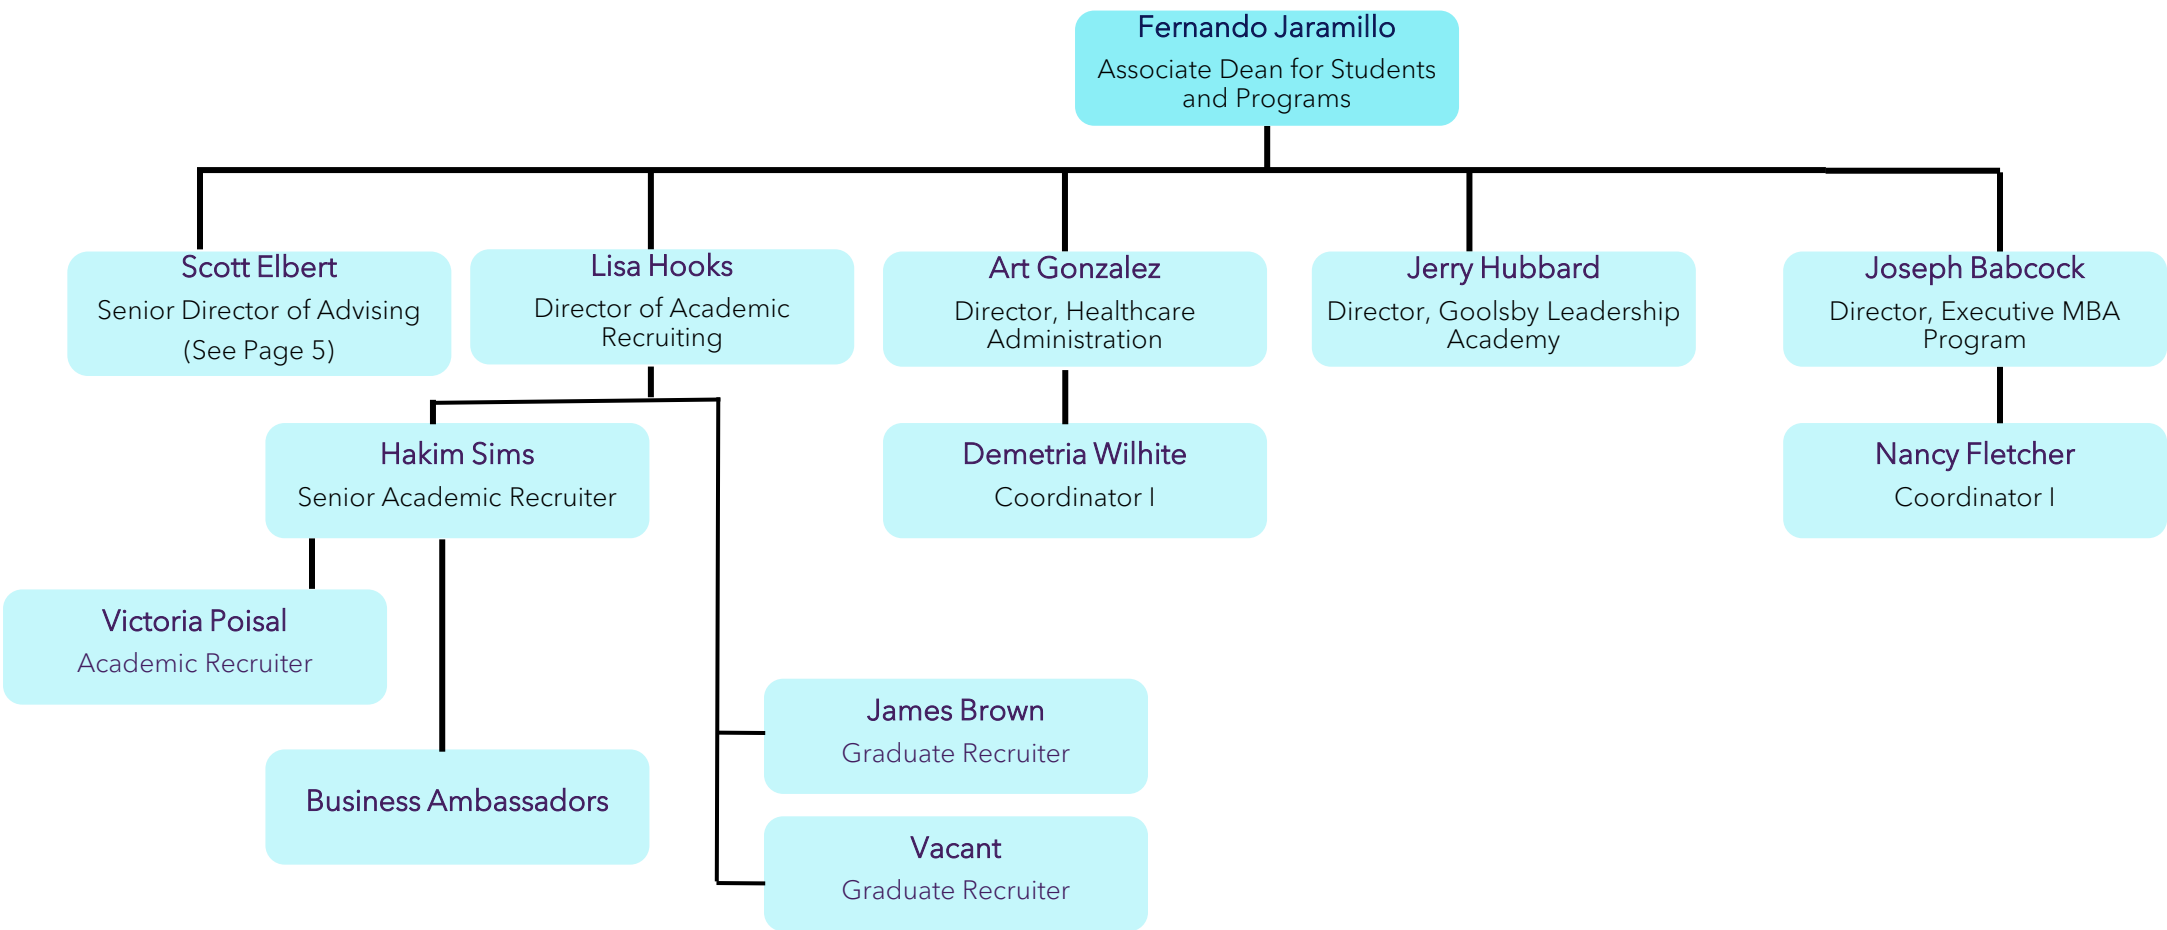 Fernando Jaramillo
Associate Dean for Students
and Programs
Scott Elbert
Senior Director of Advising
(See Page 5)
Lisa Hooks
Director of Academic
Recruiting
Art Gonzalez
Director, Healthcare
Administration
Jerry Hubbard
Director, Goolsby Leadership
Academy
Joseph Babcock
Director, Executive MBA
Program
Hakim Sims
Senior Academic Recruiter
Demetria Wilhite
Coordinator I
Nancy Fletcher
Coordinator I
Victoria Poisal
Academic Recruiter
James Brown
Graduate Recruiter
Business Ambassadors
Vacant
Graduate Recruiter